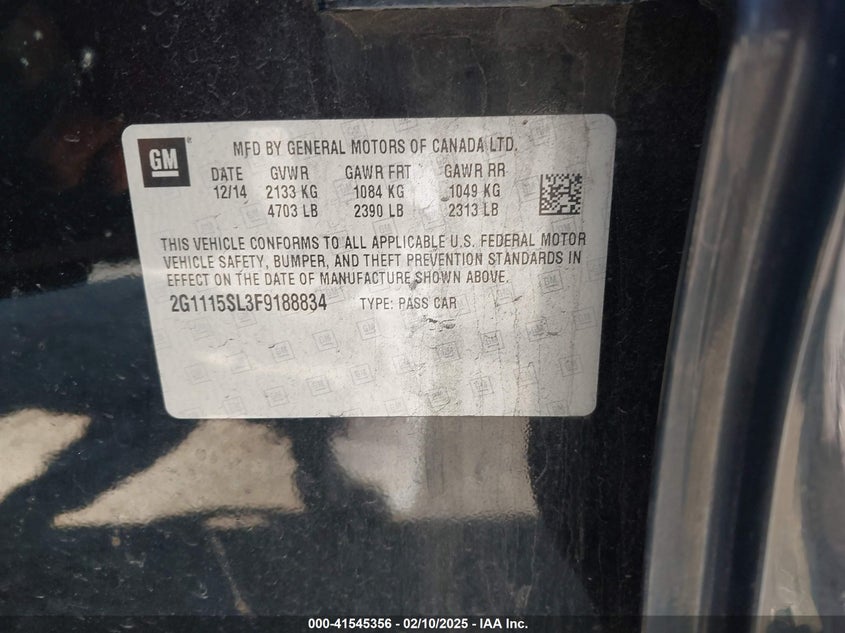 GM
MFD BY GENERAL MOTORS OF CANADA LTD.
DATE GVWR GAWR FRT GAWR RR
12/14 2133 KG 1084 KG 1049 KG
4703 LB 2390 LB 2313 LB
THIS VEHICLE CONFORMS TO ALL APPLICABLE U.S. FEDERAL MOTOR
VEHICLE SAFETY, BUMPER, AND THEFT PREVENTION STANDARDS IN
EFFECT ON THE DATE OF MANUFACTURE SHOWN ABOVE.
2G1115SL3F9188834 TYPE: PASS CAR
000-41545356 — 02/10/2025 — IAA Inc.